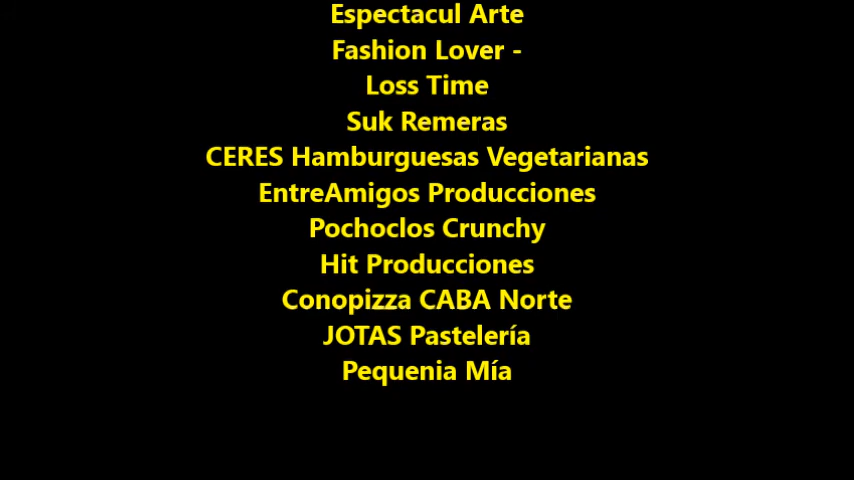 Espectacul Arte
Fashion Lover -
Loss Time
Suk Remeras
CERES Hamburguesas Vegetarianas
EntreAmigos Producciones
Pochoclos Crunchy
Hit Producciones
Conopizza CABA Norte
JOTAS Pastelería
Pequenia Mía